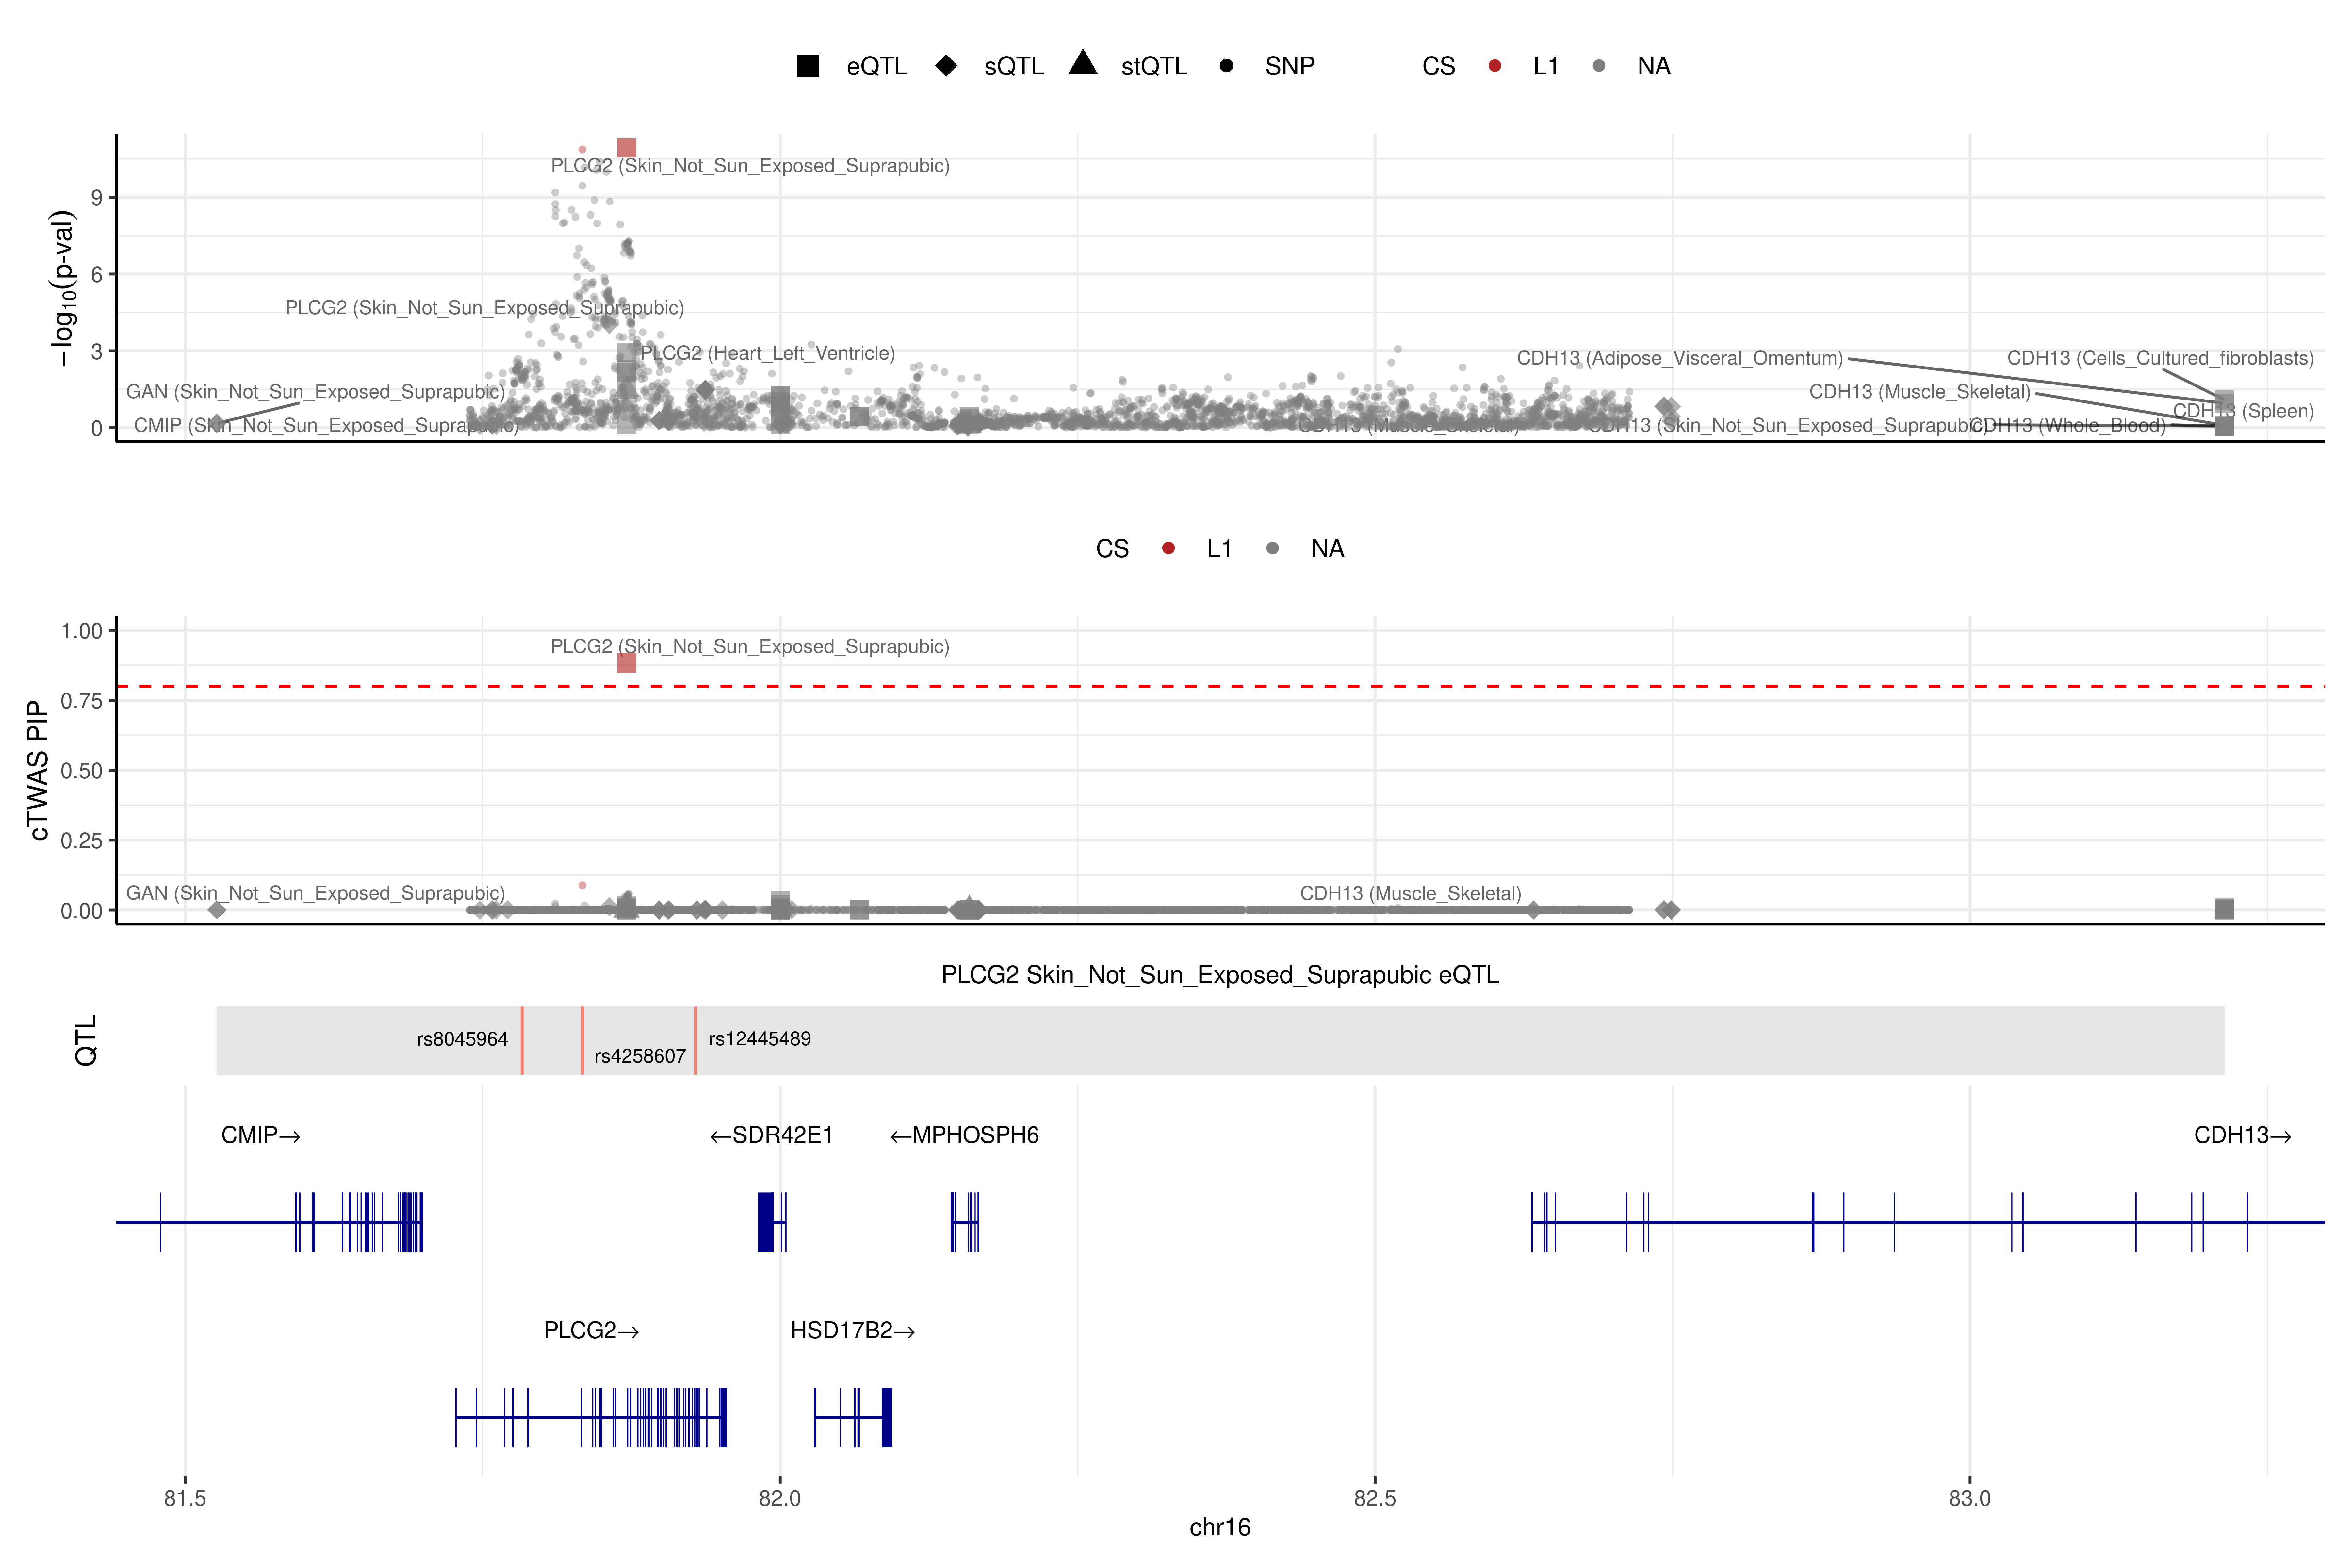 eQTL sQTL stQTL SNP CS L1 NA
−log10(p-val)
9
6
3
0
PLCG2 (Skin_Not_Sun_Exposed_Suprapubic)
PLCG2 (Skin_Not_Sun_Exposed_Suprapubic)
PLCG2 (Heart_Left_Ventricle)
CDH13 (Adipose_Visceral_Omentum)
CDH13 (Cells_Cultured_fibroblasts)
GAN (Skin_Not_Sun_Exposed_Suprapubic)
CDH13 (Muscle_Skeletal)
CDH13 (Spleen)
CMIP (Skin_Not_Sun_Exposed_Suprapubic)
CDH13 (Muscle_Skeletal)
CDH13 (Skin_Not_Sun_Exposed_Suprapubic)
CDH13 (Whole_Blood)
CS L1 NA
cTWAS PIP
1.00
0.75
0.50
0.25
0.00
PLCG2 (Skin_Not_Sun_Exposed_Suprapubic)
GAN (Skin_Not_Sun_Exposed_Suprapubic)
CDH13 (Muscle_Skeletal)
PLCG2 Skin_Not_Sun_Exposed_Suprapubic eQTL
QTL
rs8045964
rs4258607
rs12445489
CMIP→
←SDR42E1
←MPHOSPH6
CDH13→
PLCG2→
HSD17B2→
81.5 82.0 82.5 83.0
chr16